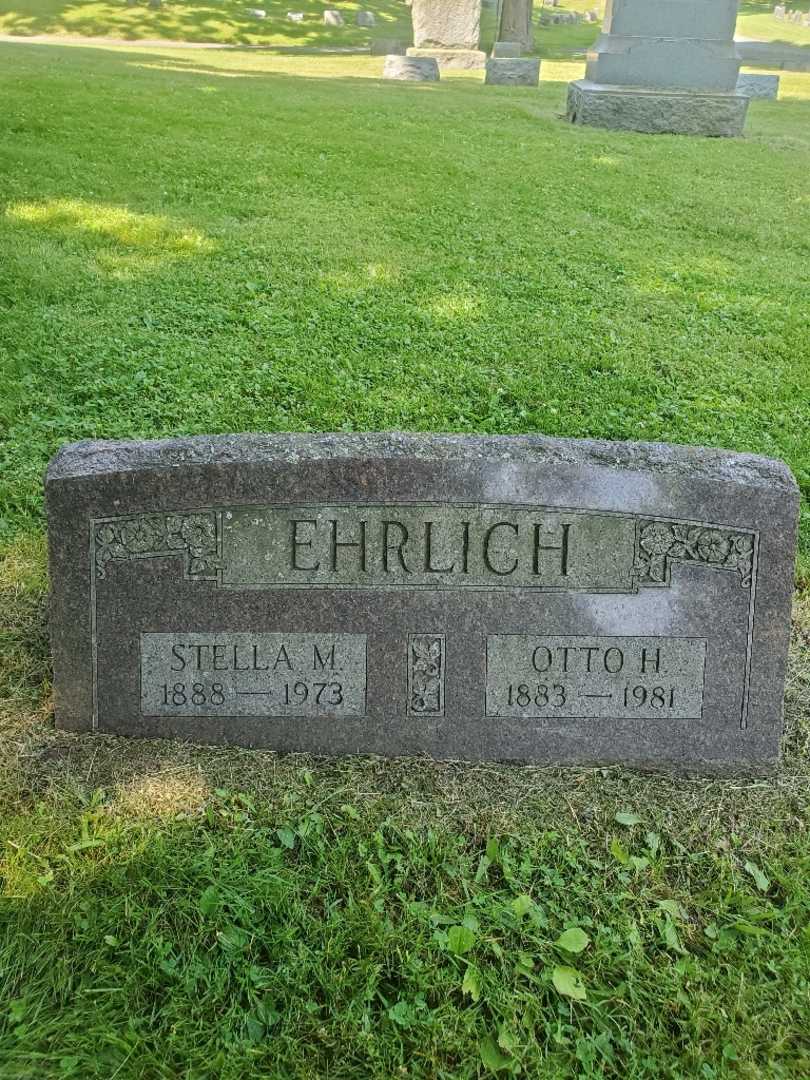 EHRLICH
STELLA M.
1888 — 1973
OTTO H.
1883 — 1981